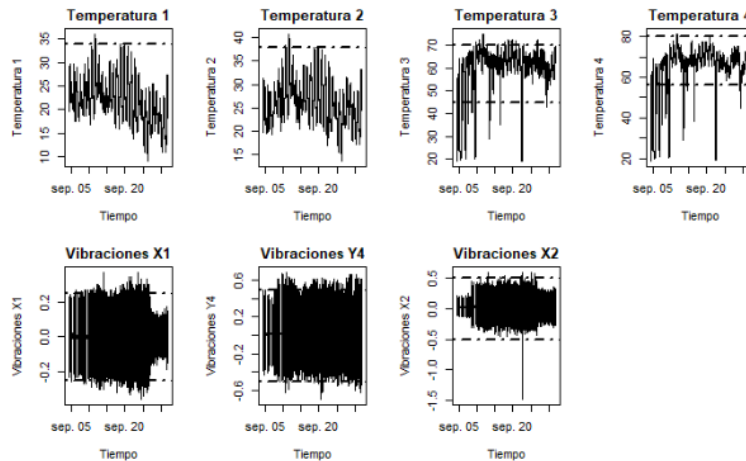 Temperatura 1
Temperatura 2
Temperatura 3
Temperatura 4
Temperatura 1
10 15 20 25 30 35
Temperatura 2
15 20 25 30 35 40
Temperatura 3
20 30 40 50 60 70
Temperatura 4
20 40 60 80
sep. 05 sep. 20
sep. 05 sep. 20
sep. 05 sep. 20
sep. 05 sep. 20
Tiempo
Tiempo
Tiempo
Tiempo
Vibraciones X1
Vibraciones Y4
Vibraciones X2
Vibraciones X1
-0.2 0.0 0.2
Vibraciones Y4
-0.6 -0.2 0.2 0.6
Vibraciones X2
-1.5 -1.0 -0.5 0.0 0.5
sep. 05 sep. 20
sep. 05 sep. 20
sep. 05 sep. 20
Tiempo
Tiempo
Tiempo